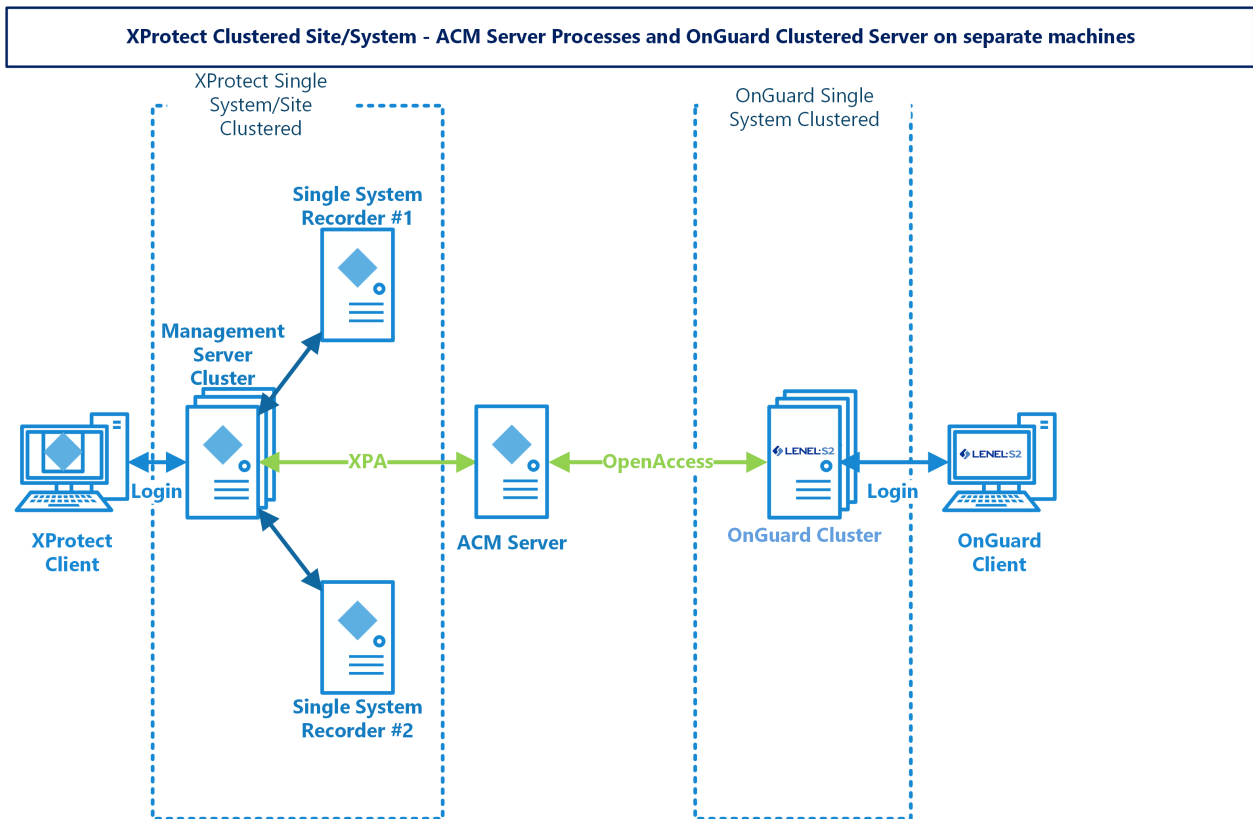 XProtect Clustered Site/System - ACM Server Processes and OnGuard Clustered Server on separate machines
XProtect Single
System/Site
Clustered
OnGuard Single
System Clustered
Single System
Recorder #1
Management
Server
Cluster
XPA
OpenAccess
LENEL·S2
LENEL·S2
Login
Login
XProtect
Client
ACM Server
OnGuard Cluster
OnGuard
Client
Single System
Recorder #2